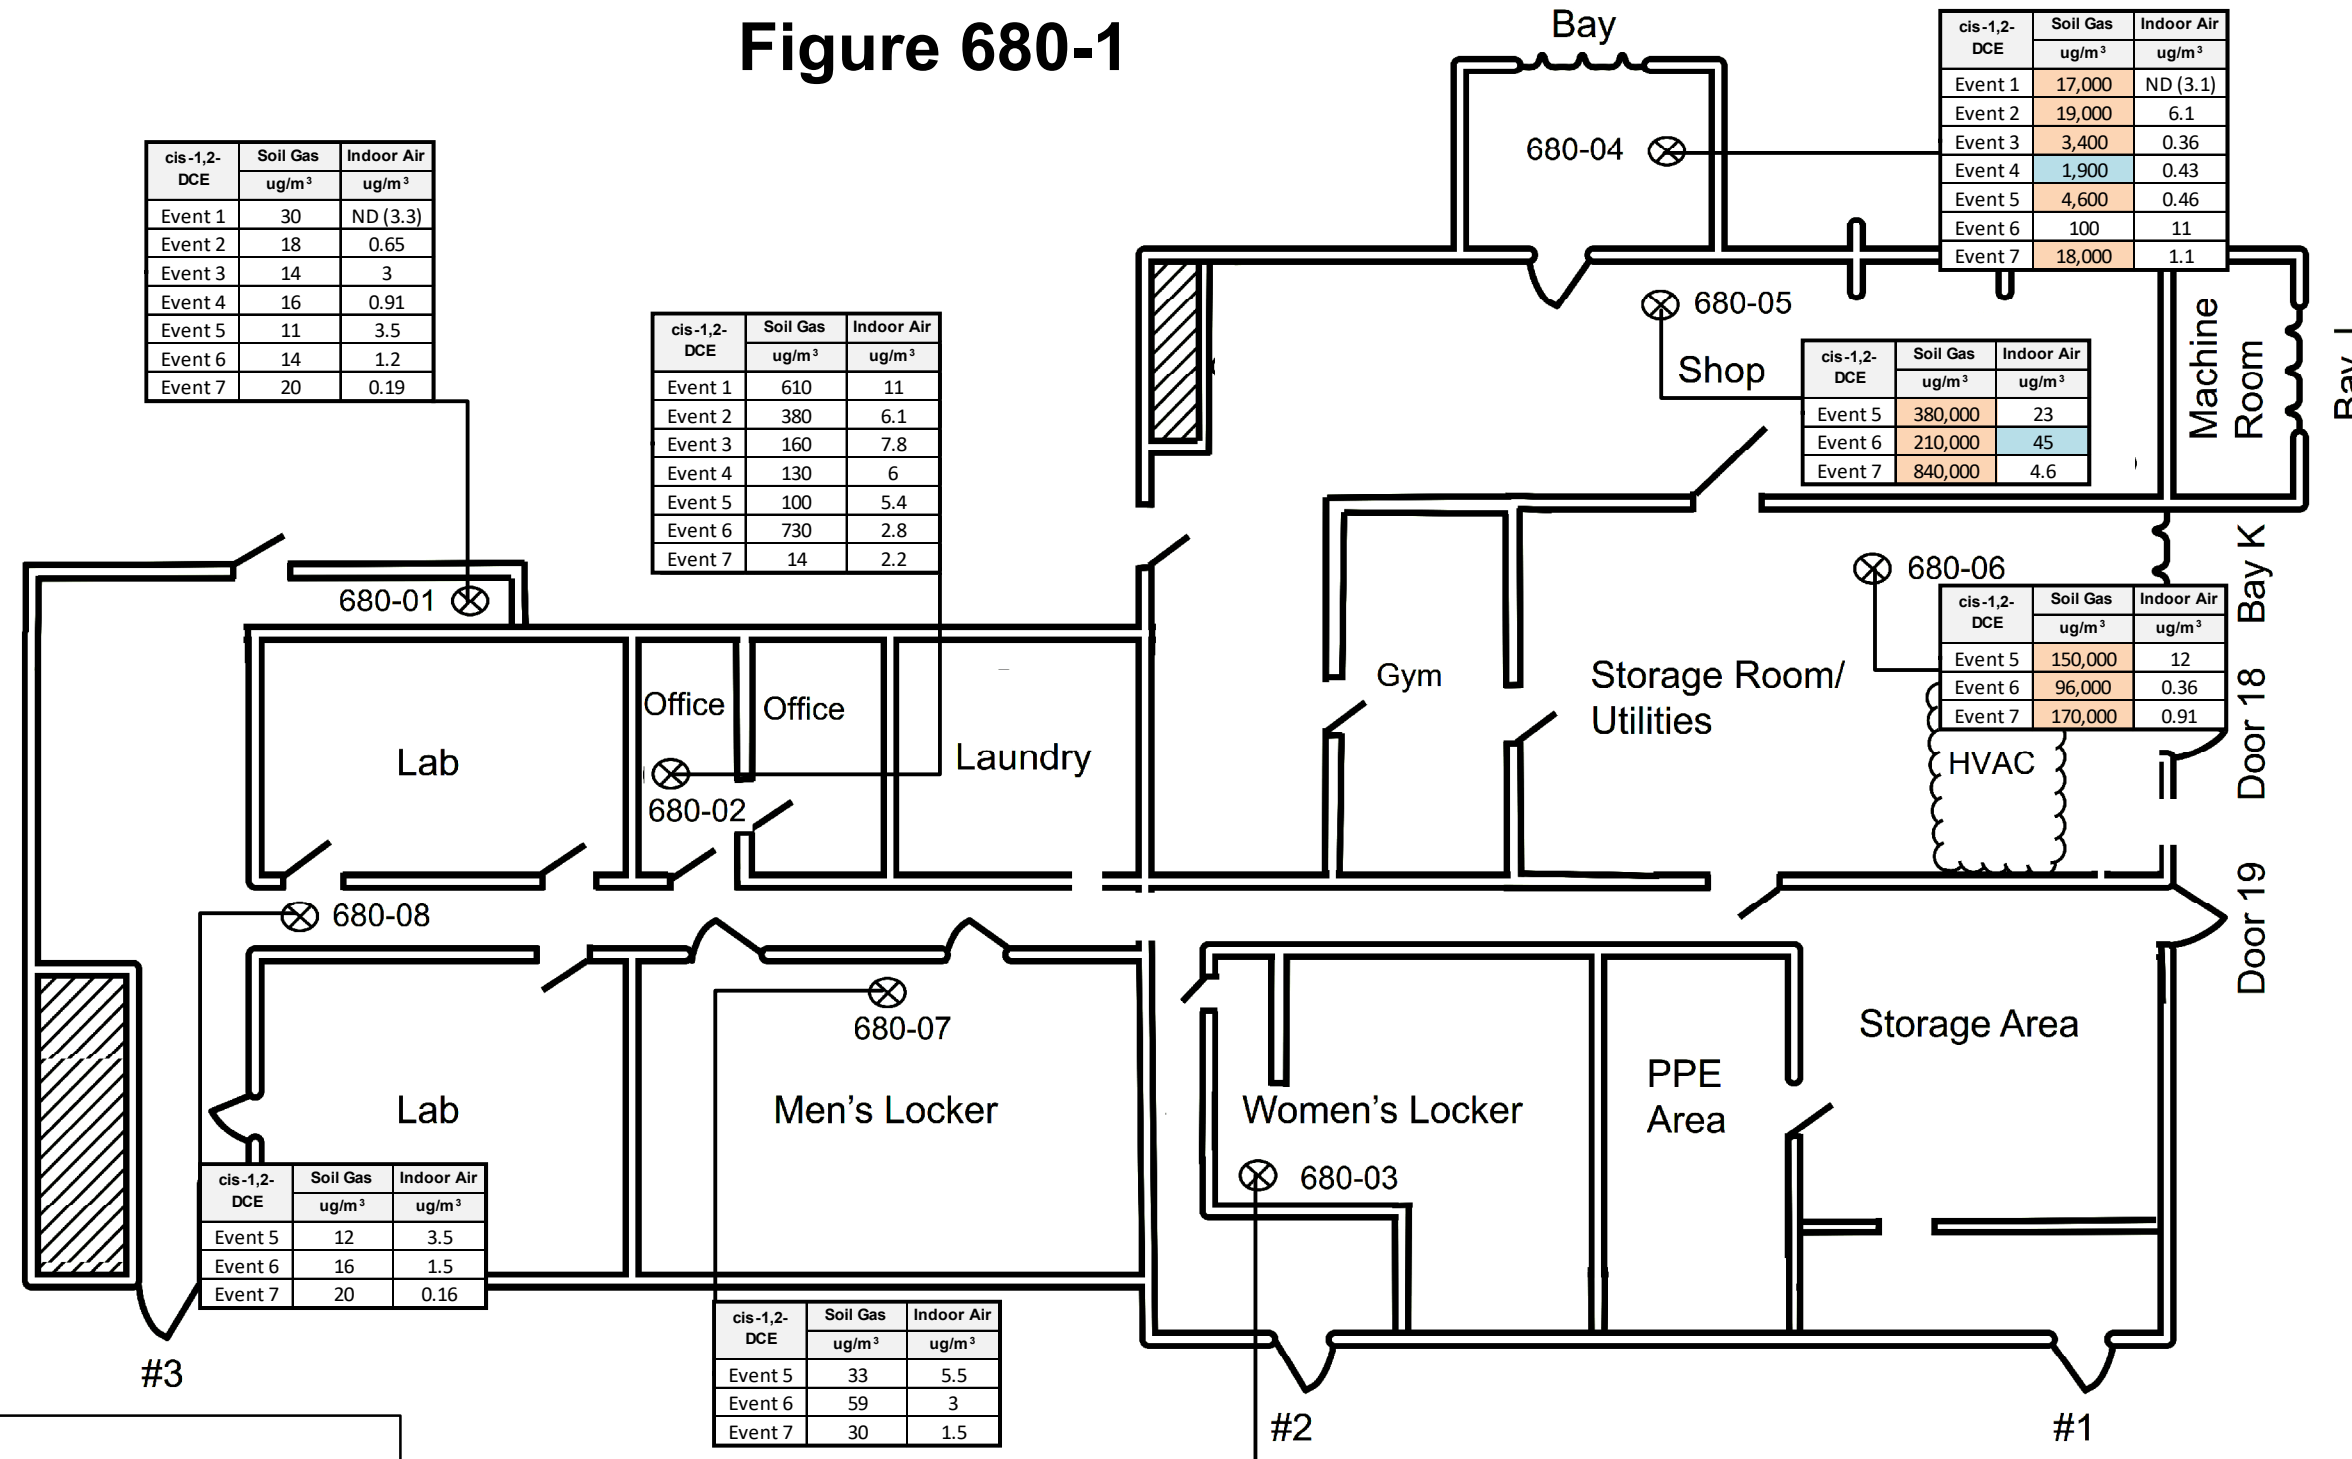 Figure 680-1
Bay
cis-1,2-DCE Soil Gas Indoor Air
ug/m³ ug/m³
Event 1 17,000 ND (3.1)
Event 2 19,000 6.1
Event 3 3,400 0.36
Event 4 1,900 0.43
Event 5 4,600 0.46
Event 6 100 11
Event 7 18,000 1.1
680-04
cis-1,2-DCE Soil Gas Indoor Air
ug/m³ ug/m³
Event 1 30 ND (3.3)
Event 2 18 0.65
Event 3 14 3
Event 4 16 0.91
Event 5 11 3.5
Event 6 14 1.2
Event 7 20 0.19
680-01
cis-1,2-DCE Soil Gas Indoor Air
ug/m³ ug/m³
Event 1 610 11
Event 2 380 6.1
Event 3 160 7.8
Event 4 130 6
Event 5 100 5.4
Event 6 730 2.8
Event 7 14 2.2
680-05
Shop
cis-1,2-DCE Soil Gas Indoor Air
ug/m³ ug/m³
Event 5 380,000 23
Event 6 210,000 45
Event 7 840,000 4.6
Machine
Room
Bay
680-06
Bay K
cis-1,2-DCE Soil Gas Indoor Air
ug/m³ ug/m³
Event 5 150,000 12
Event 6 96,000 0.36
Event 7 170,000 0.91
HVAC
Door 18
Door 19
Gym
Storage Room/
Utilities
Lab
Office
Office
680-02
Laundry
680-08
680-07
Lab
Men's Locker
Women's Locker
680-03
PPE
Area
Storage Area
cis-1,2-DCE Soil Gas Indoor Air
ug/m³ ug/m³
Event 5 12 3.5
Event 6 16 1.5
Event 7 20 0.16
cis-1,2-DCE Soil Gas Indoor Air
ug/m³ ug/m³
Event 5 33 5.5
Event 6 59 3
Event 7 30 1.5
#3
#2
#1